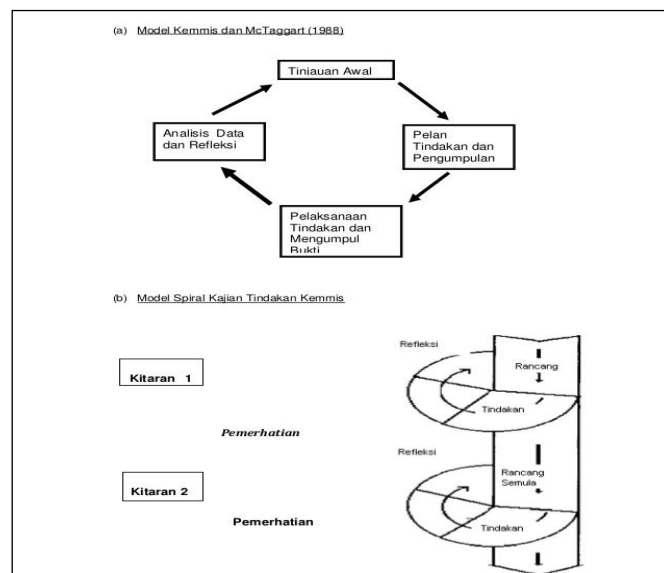 (a) Model Kemmis dan McTaggart (1988)
Tinjauan Awal
Analisis Data
dan Refleksi
Pelan
Tindakan dan
Pengumpulan
Pelaksanaan
Tindakan dan
Mengumpul
Bukti
(b) Model Spiral Kajian Tindakan Kemmis
Refleksi
Rancang
Kitaran 1
Tindakan
Pemerhatian
Refleksi
Rancang
Semula
Kitaran 2
Pemerhatian
Tindakan